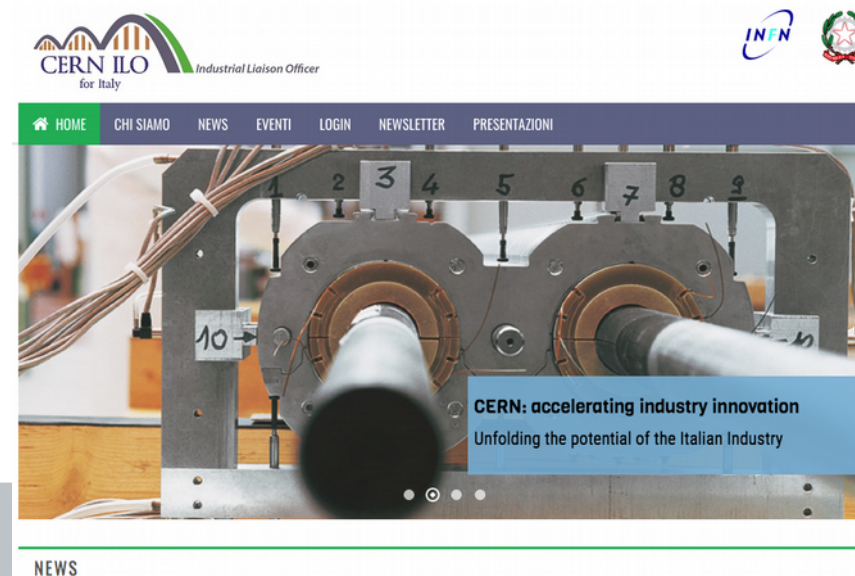 CERN ILO
for Italy
Industrial Liaison Officer
INFN
HOME
CHI SIAMO
NEWS
EVENTI
LOGIN
NEWSLETTER
PRESENTAZIONI
1
2
3
4
5
6
7
8
9
10
CERN: accelerating industry innovation
Unfolding the potential of the Italian Industry
NEWS